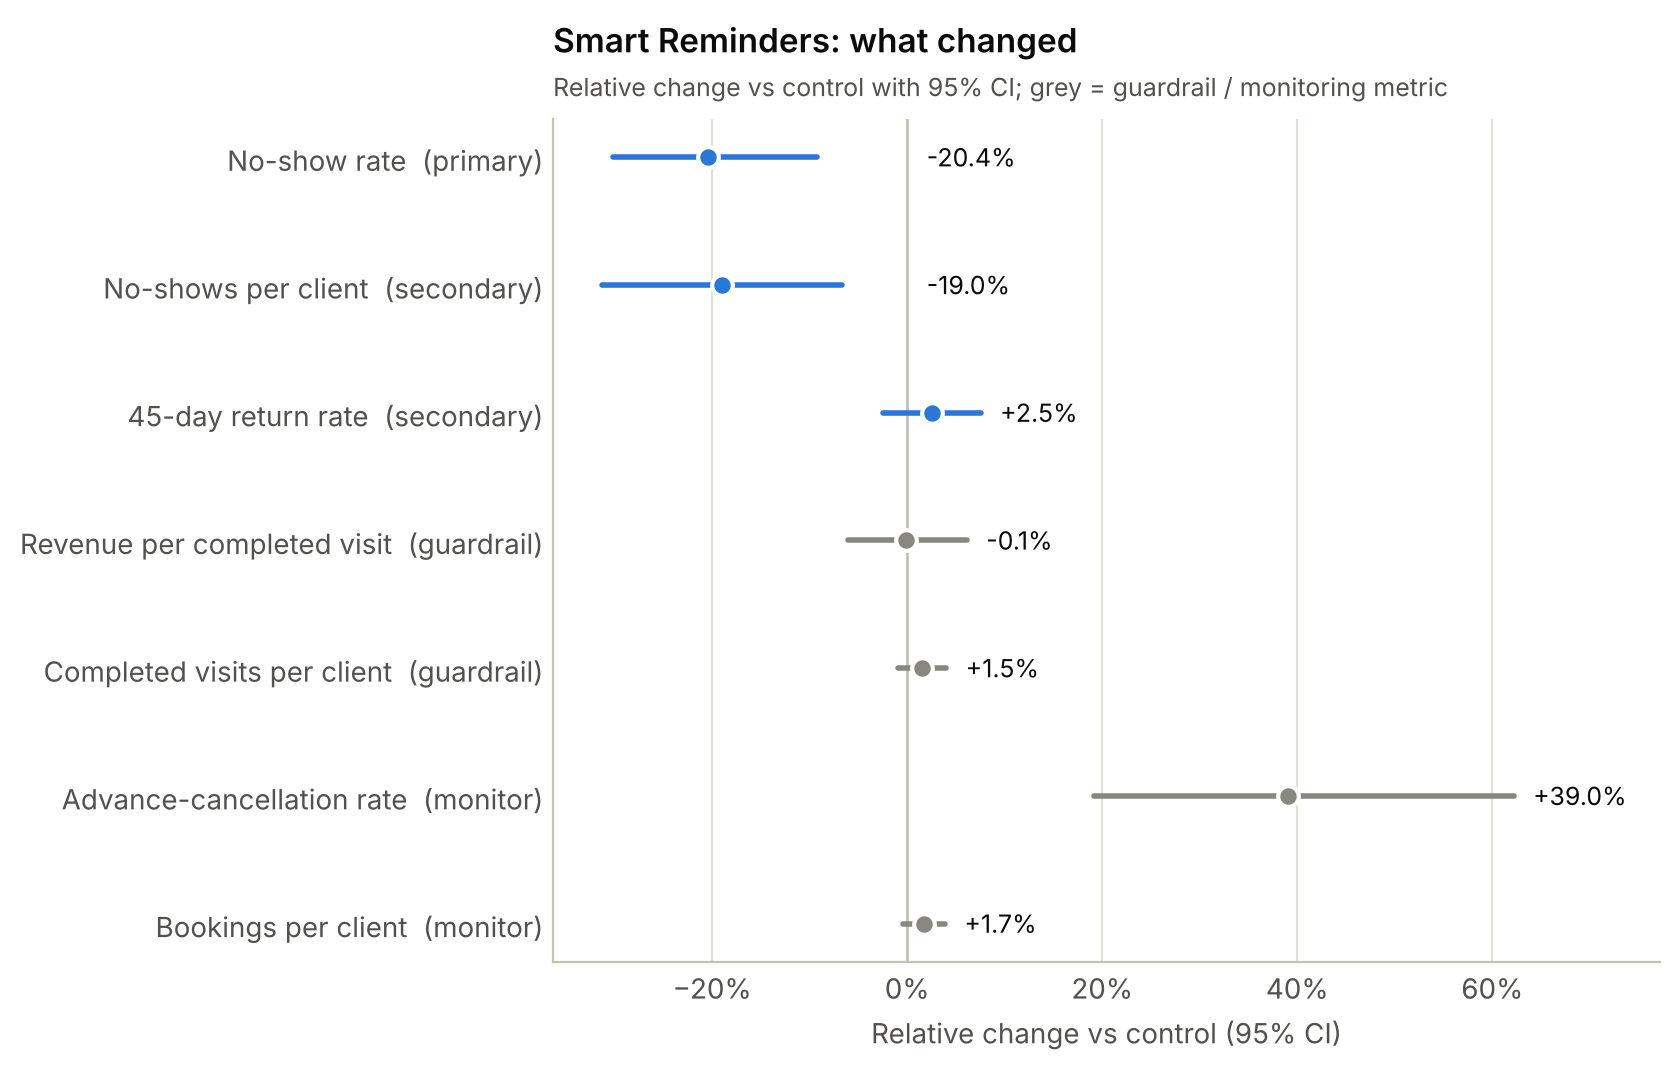 Smart Reminders: what changed
Relative change vs control with 95% CI; grey = guardrail / monitoring metric
No-show rate (primary) -20.4%
No-shows per client (secondary) -19.0%
45-day return rate (secondary) +2.5%
Revenue per completed visit (guardrail) -0.1%
Completed visits per client (guardrail) +1.5%
Advance-cancellation rate (monitor) +39.0%
Bookings per client (monitor) +1.7%
−20% 0% 20% 40% 60%
Relative change vs control (95% CI)